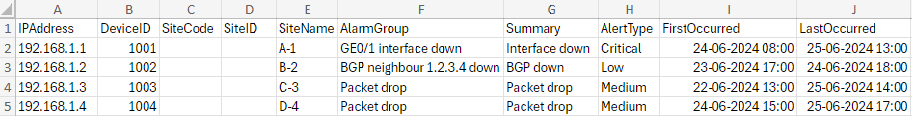 A B C D E F G H I J
1 IPAddress DeviceID SiteCode SiteID SiteName AlarmGroup Summary AlertType FirstOccurred LastOccurred
2 192.168.1.1 1001 A-1 GE0/1 interface down Interface down Critical 24-06-2024 08:00 25-06-2024 13:00
3 192.168.1.2 1002 B-2 BGP neighbour 1.2.3.4 down BGP down Low 23-06-2024 17:00 24-06-2024 18:00
4 192.168.1.3 1003 C-3 Packet drop Packet drop Medium 22-06-2024 13:00 25-06-2024 14:00
5 192.168.1.4 1004 D-4 Packet drop Packet drop Medium 24-06-2024 15:00 25-06-2024 17:00